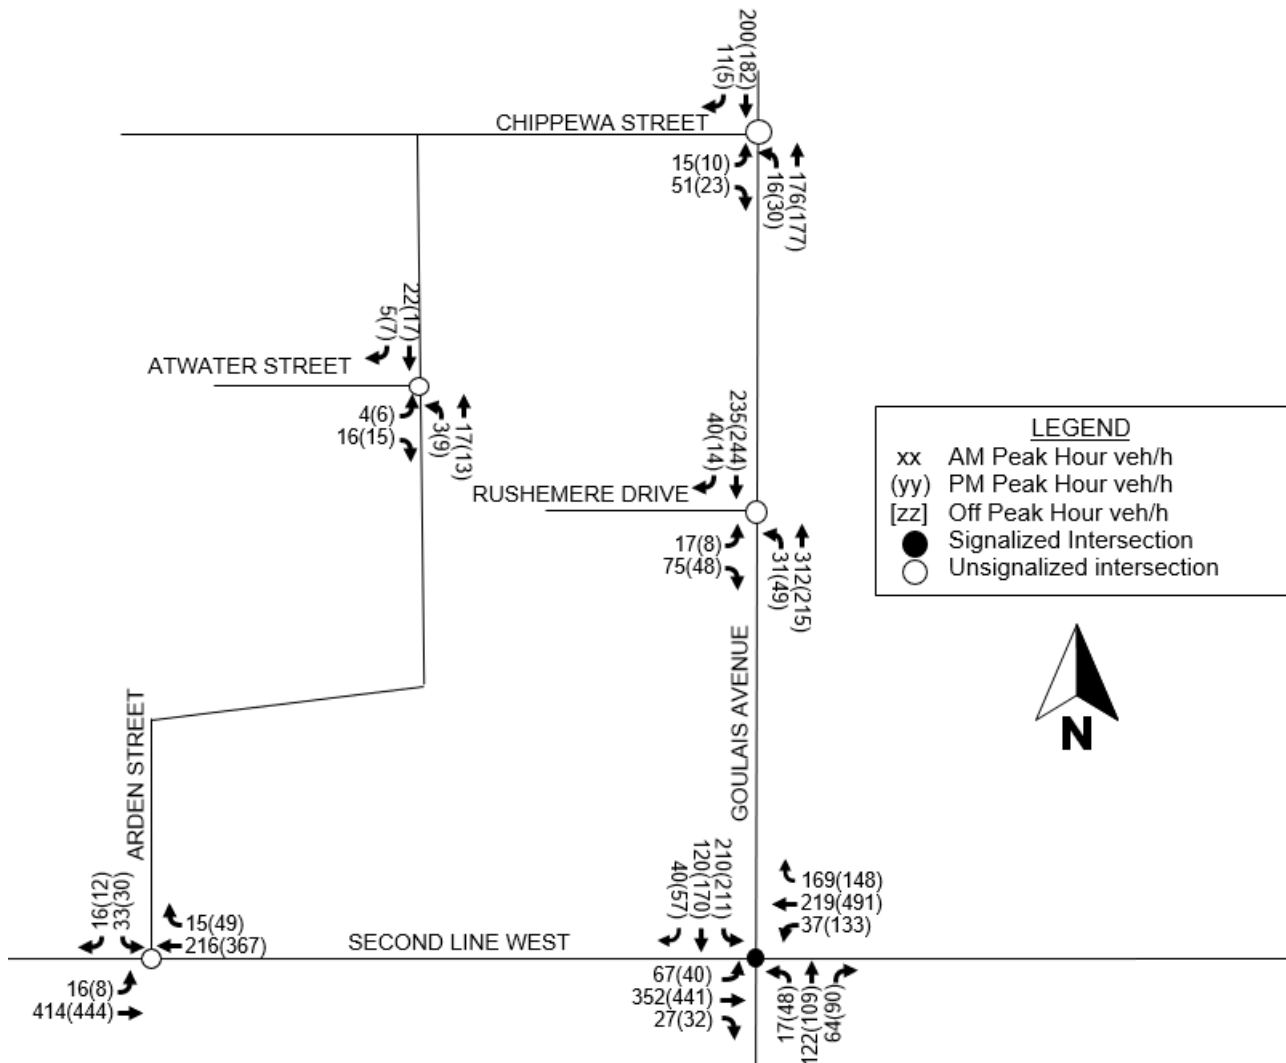 200(182)
11(5)
CHIPPEWA STREET
15(10)
51(23)
16(30)
176(177)
22(17)
5(7)
ATWATER STREET
4(6)
16(15)
3(9)
17(13)
235(244)
40(14)
RUSHEMERE DRIVE
17(8)
75(48)
31(49)
312(215)
LEGEND
xx AM Peak Hour veh/h
(yy) PM Peak Hour veh/h
[zz] Off Peak Hour veh/h
Signalized Intersection
Unsignalized intersection
N
GOULAIS AVENUE
ARDEN STREET
16(12)
33(30)
15(49)
216(367)
16(8)
414(444)
SECOND LINE WEST
210(211)
120(170)
40(57)
169(148)
219(491)
37(133)
67(40)
352(441)
27(32)
17(48)
122(109)
64(90)